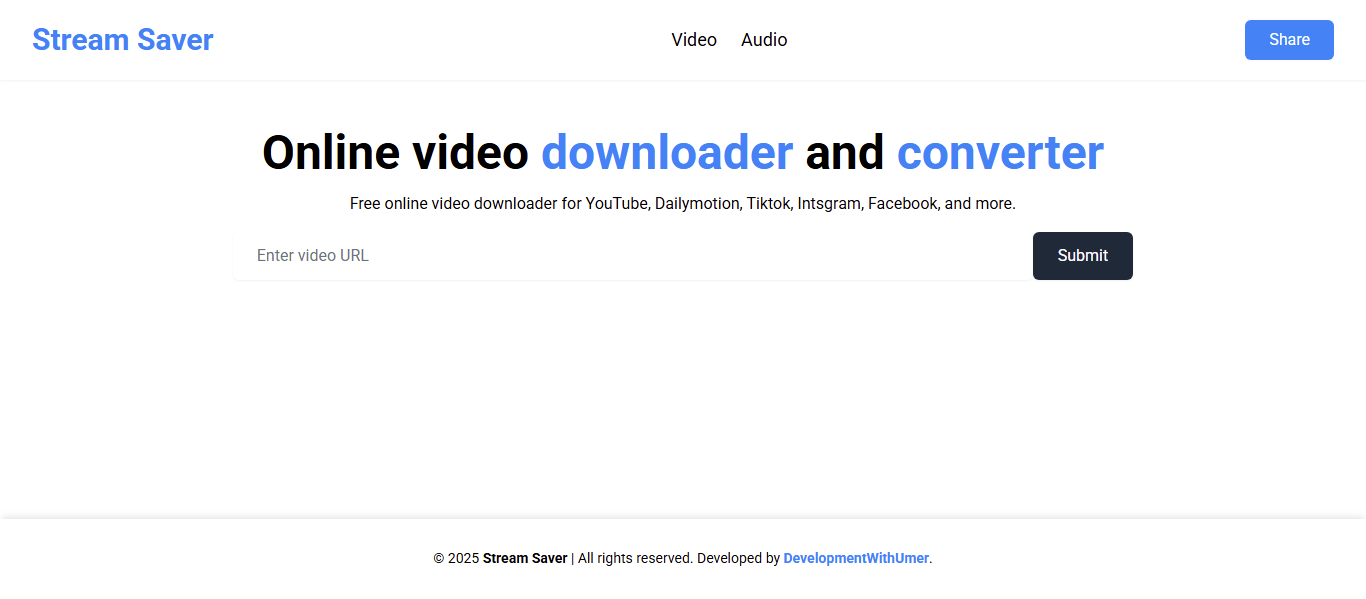 Stream Saver
Video
Audio
Share
Online video downloader and converter
Free online video downloader for YouTube, Dailymotion, Tiktok, Intsgram, Facebook, and more.
Enter video URL
Submit
© 2025 Stream Saver | All rights reserved. Developed by DevelopmentWithUmer.